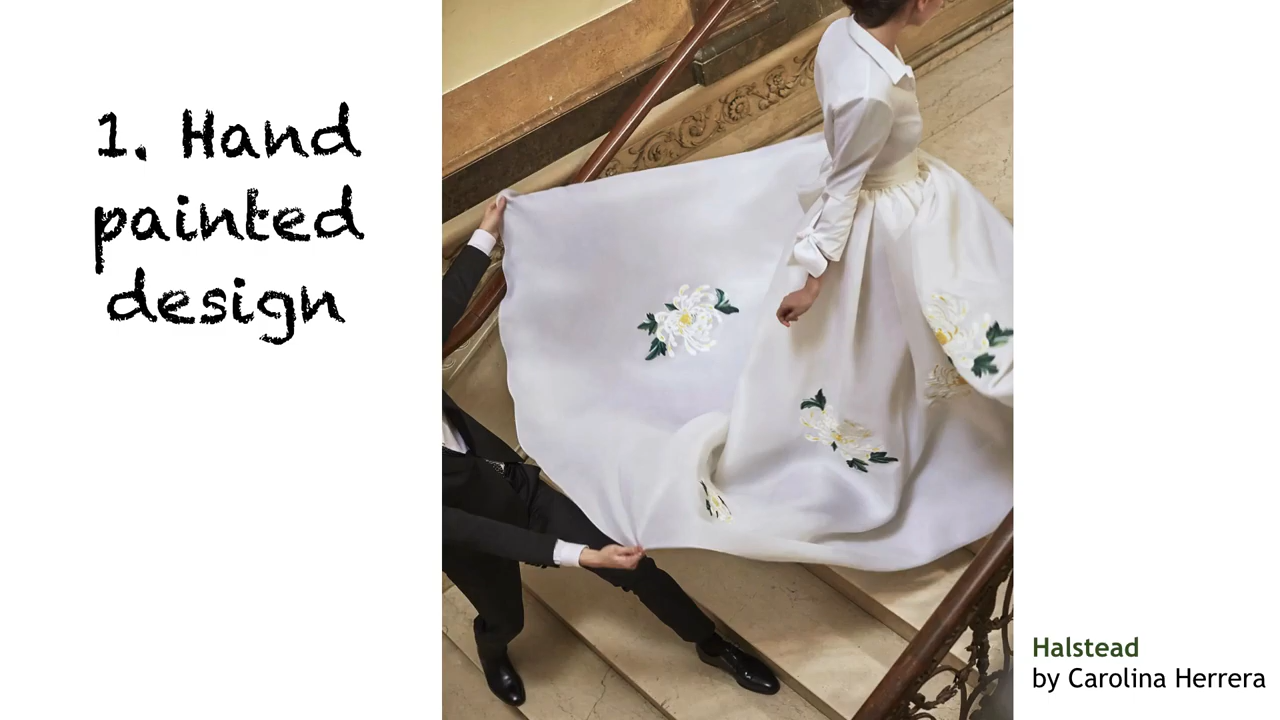 1. Hand
painted
design
Halstead
by Carolina Herrera